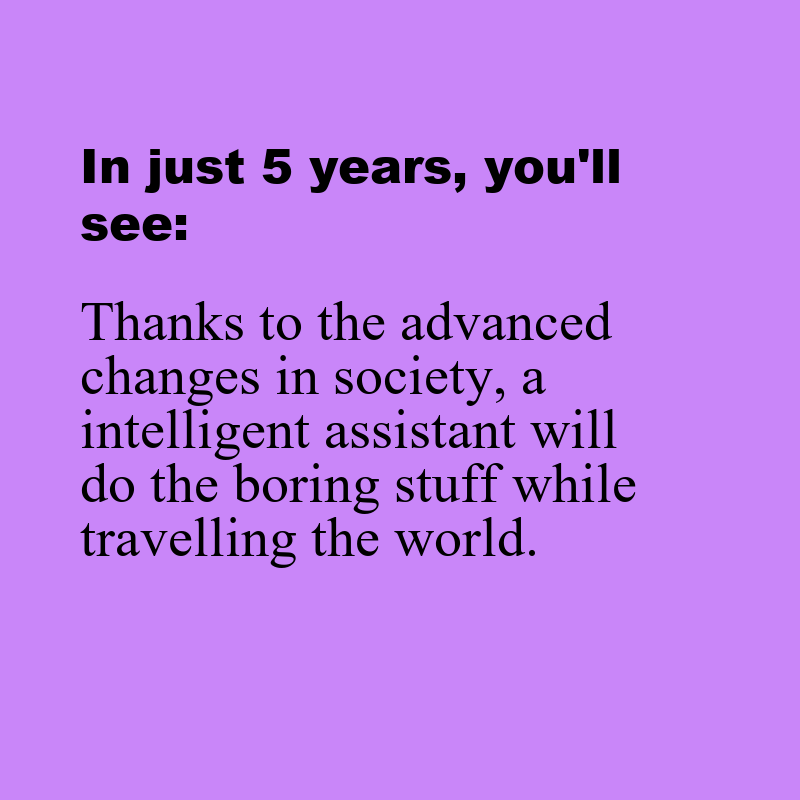 In just 5 years, you'll
see:
Thanks to the advanced
changes in society, a
intelligent assistant will
do the boring stuff while
travelling the world.